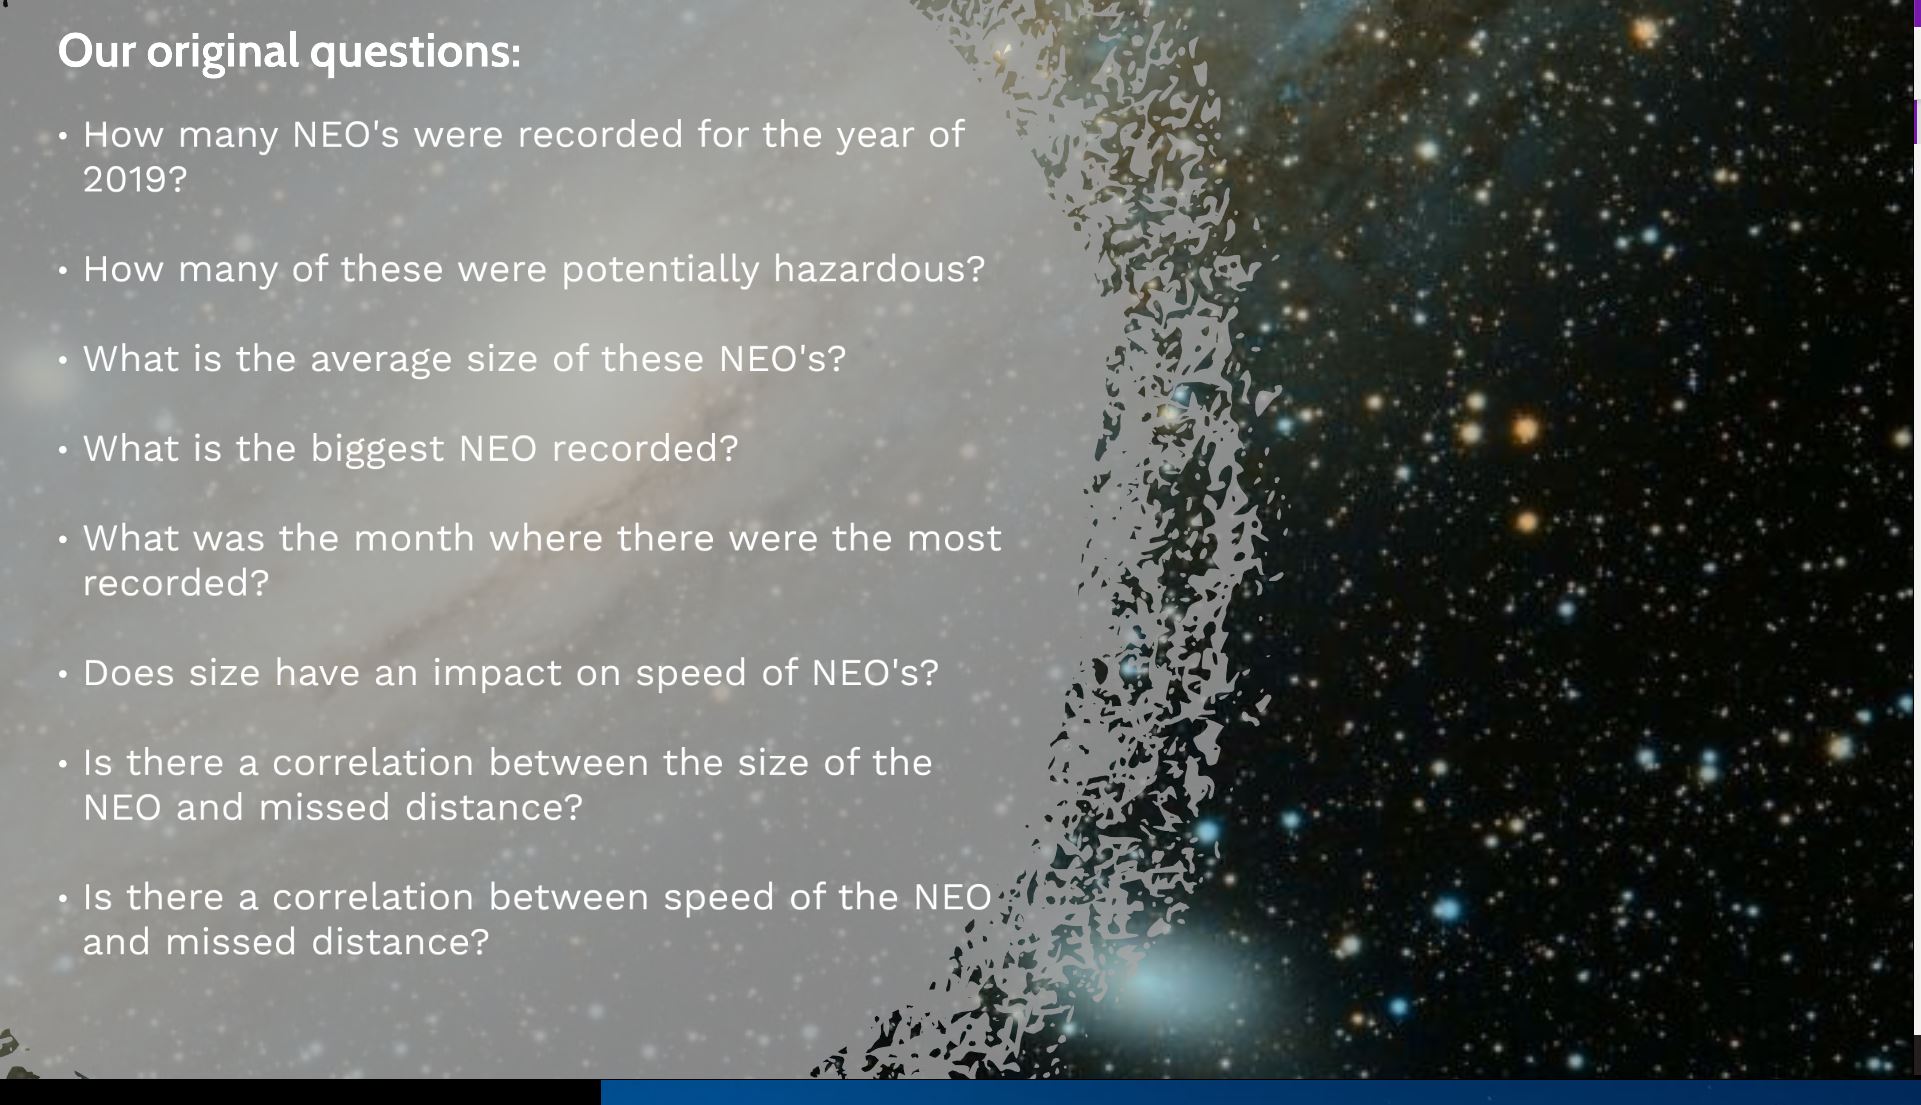 Our original questions:
• How many NEO's were recorded for the year of
2019?
• How many of these were potentially hazardous?
• What is the average size of these NEO's?
• What is the biggest NEO recorded?
• What was the month where there were the most
recorded?
• Does size have an impact on speed of NEO's?
• Is there a correlation between the size of the
NEO and missed distance?
• Is there a correlation between speed of the NEO
and missed distance?